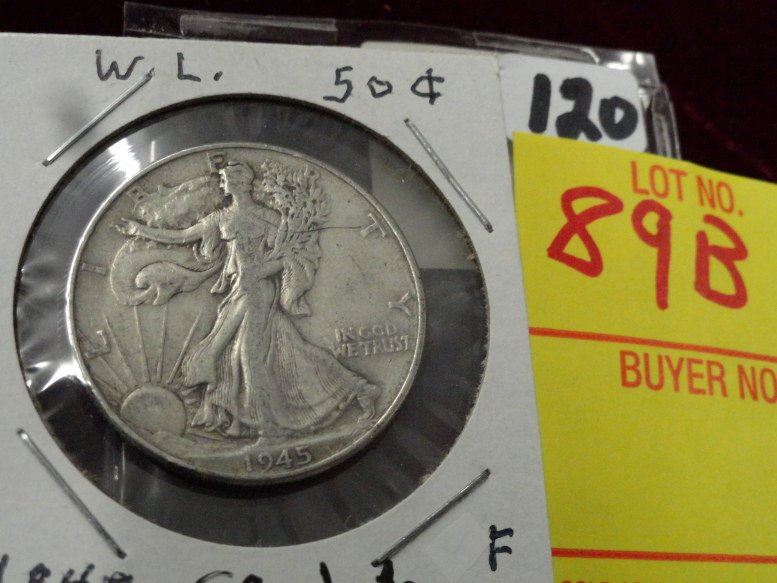 W. L. 50¢
120
LIBERTY
IN GOD
WE TRUST
1945
F
LOT NO.
89B
BUYER NO